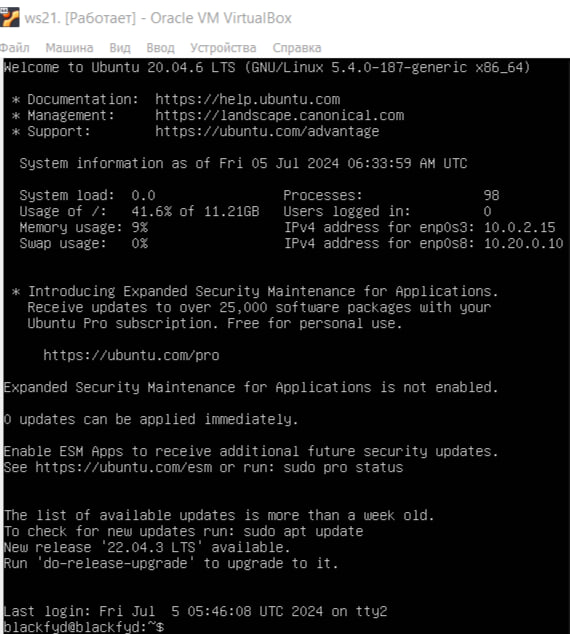 ws21. [Работает] - Oracle VM VirtualBox
Файл Машина Вид Ввод Устройства Справка
Welcome to Ubuntu 20.04.6 LTS (GNU/Linux 5.4.0-187-generic x86_64)
* Documentation: https://help.ubuntu.com
* Management: https://landscape.canonical.com
* Support: https://ubuntu.com/advantage
System information as of Fri 05 Jul 2024 06:33:59 AM UTC
System load: 0.0 Processes: 98
Usage of /: 41.6% of 11.21GB Users logged in: 0
Memory usage: 9% IPv4 address for enp0s3: 10.0.2.15
Swap usage: 0% IPv4 address for enp0s8: 10.20.0.10
* Introducing Expanded Security Maintenance for Applications.
Receive updates to over 25,000 software packages with your
Ubuntu Pro subscription. Free for personal use.
https://ubuntu.com/pro
Expanded Security Maintenance for Applications is not enabled.
0 updates can be applied immediately.
Enable ESM Apps to receive additional future security updates.
See https://ubuntu.com/esm or run: sudo pro status
The list of available updates is more than a week old.
To check for new updates run: sudo apt update
New release '22.04.3 LTS' available.
Run 'do-release-upgrade' to upgrade to it.
Last login: Fri Jul 5 05:46:08 UTC 2024 on tty2
blackfyd@blackfyd:~$